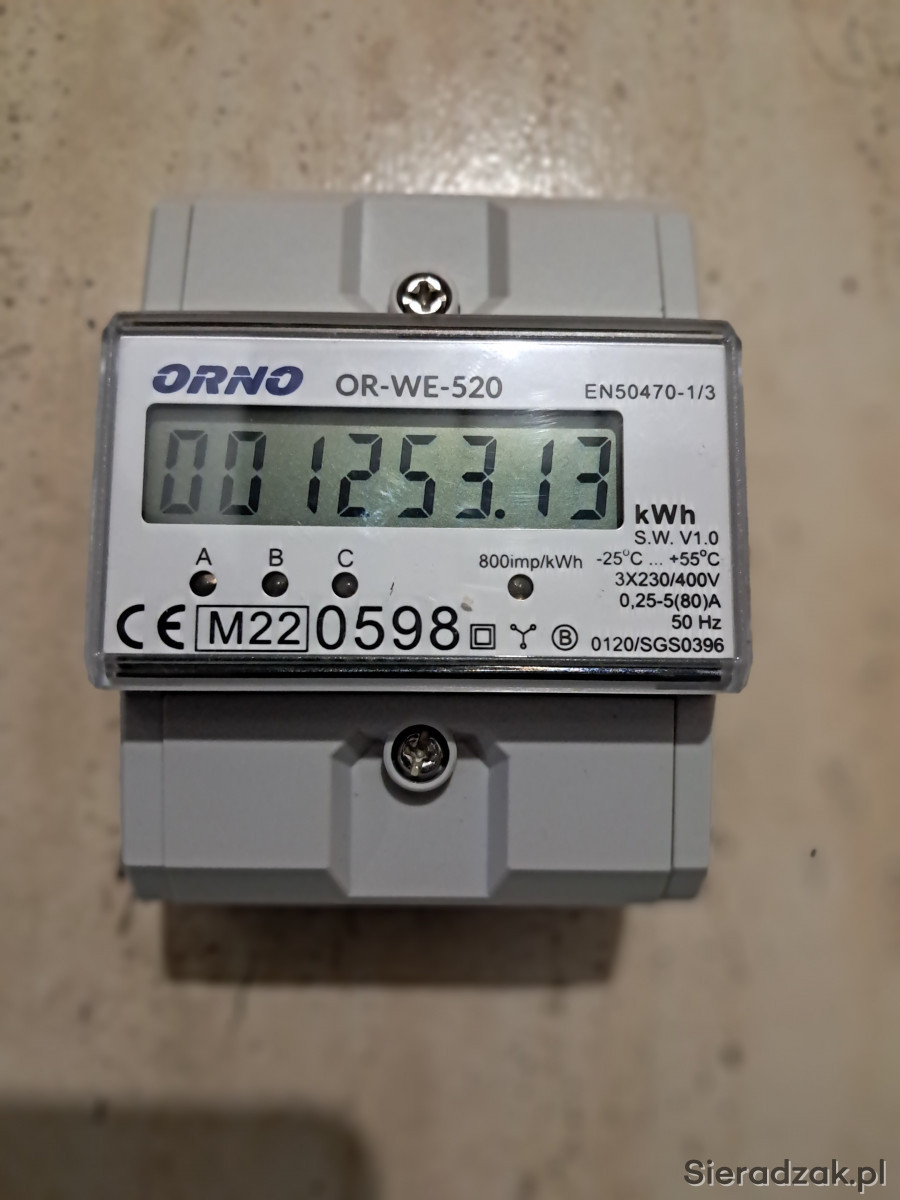 ORNO OR-WE-520 EN50470-1/3
001253.13 kWh
S.W. V1.0
A B C 800imp/kWh -25°C ... +55°C
3X230/400V
0,25-5(80)A
50 Hz
CE M22 0598 B 0120/SGS0396
Sieradzak.pl